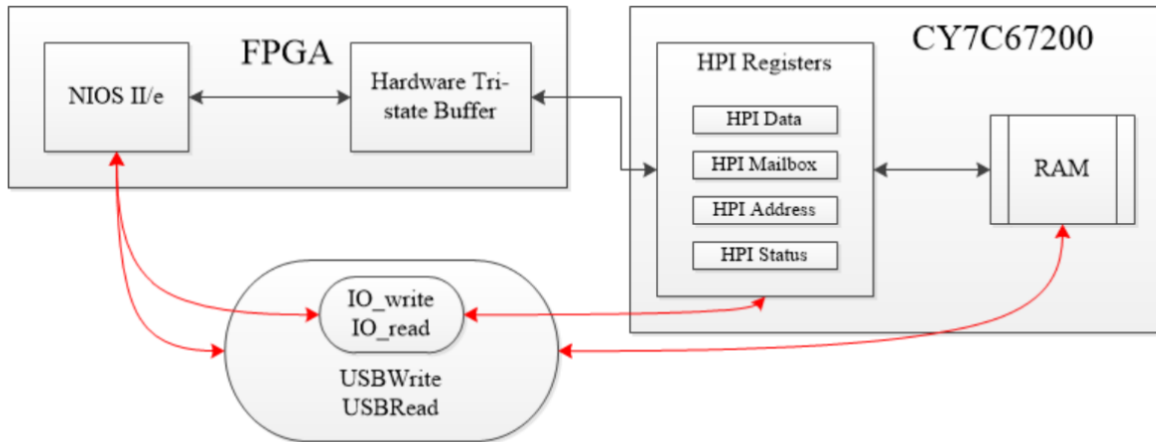 FPGA
NIOS II/e
Hardware Tri-
state Buffer
CY7C67200
HPI Registers
HPI Data
HPI Mailbox
HPI Address
HPI Status
RAM
IO_write
IO_read
USBWrite
USBRead